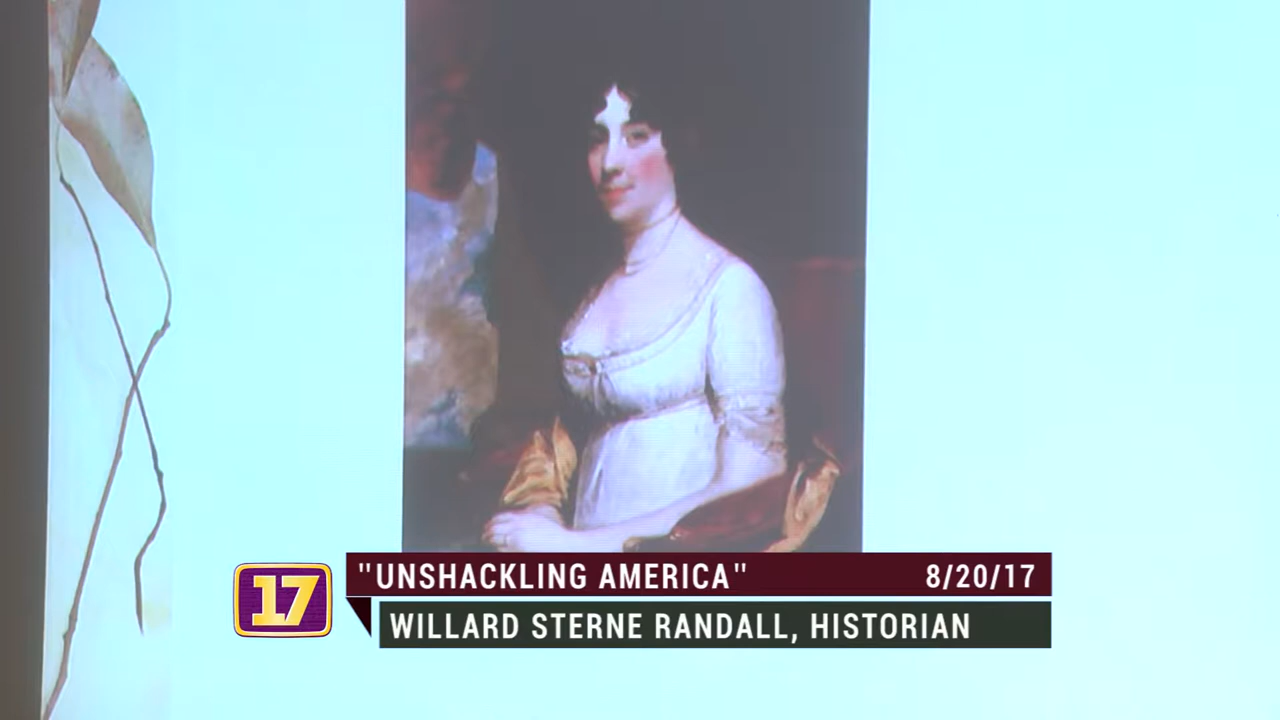 17
"UNSHACKLING AMERICA" 8/20/17
WILLARD STERNE RANDALL, HISTORIAN